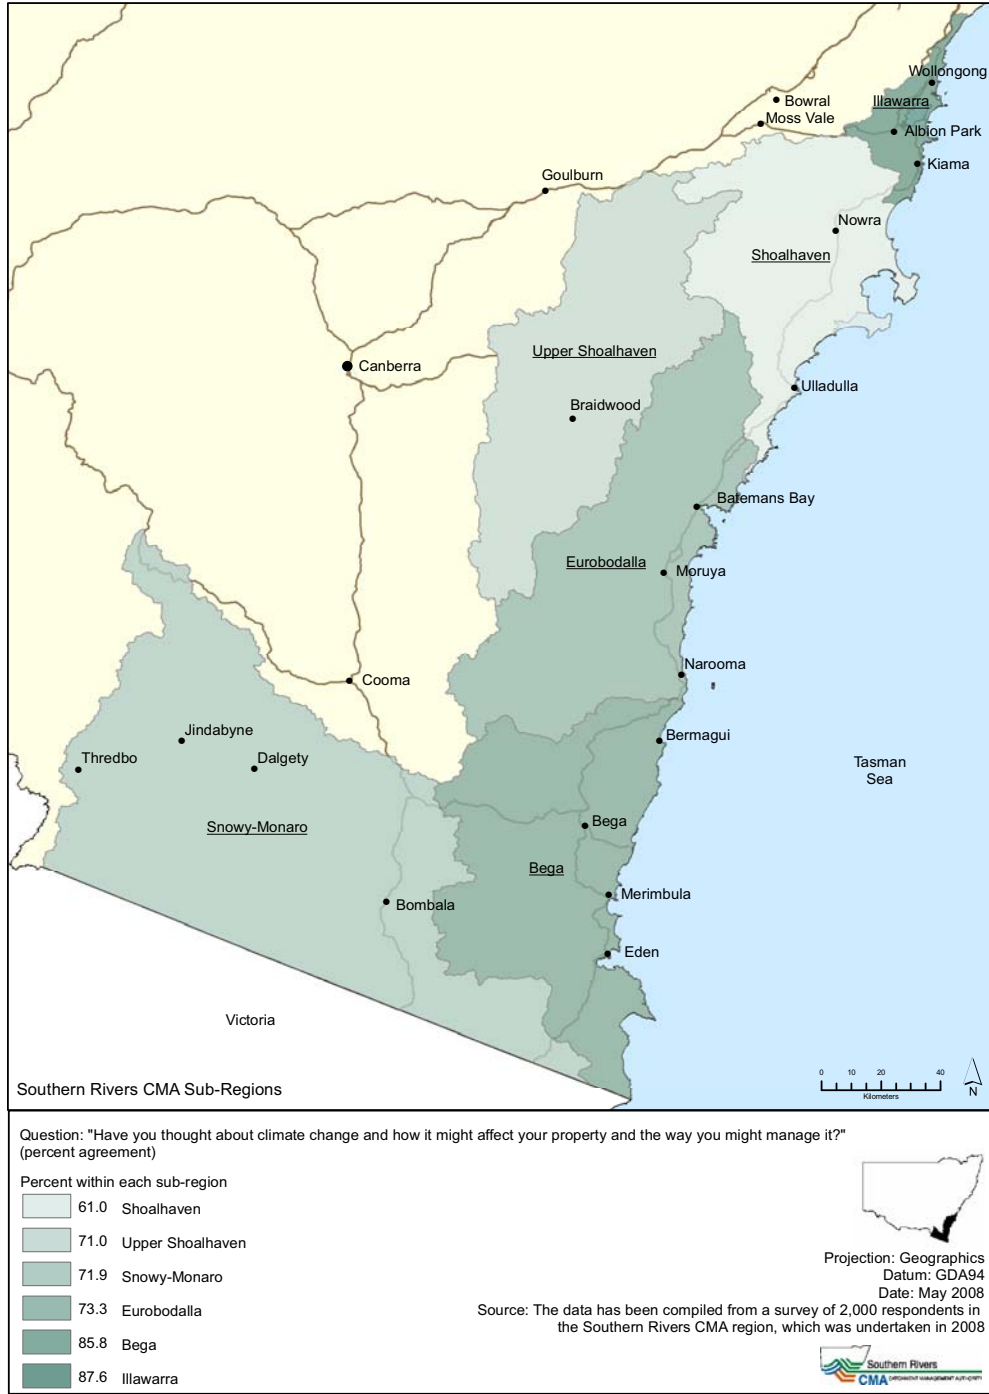 Wollongong
Bowral
Illawarra
Moss Vale
Albion Park
Kiama
Goulburn
Nowra
Shoalhaven
Upper Shoalhaven
Canberra
Ulladulla
Braidwood
Batemans Bay
Eurobodalla
Moruya
Narooma
Cooma
Jindabyne
Bermagui
Thredbo
Dalgety
Tasman
Sea
Snowy-Monaro
Bega
Bega
Merimbula
Bombala
Eden
Victoria
Southern Rivers CMA Sub-Regions
0 10 20 40
Kilometers
N
Question: "Have you thought about climate change and how it might affect your property and the way you might manage it?"
(percent agreement)
Percent within each sub-region
61.0 Shoalhaven
71.0 Upper Shoalhaven
71.9 Snowy-Monaro
73.3 Eurobodalla
85.8 Bega
87.6 Illawarra
Projection: Geographics
Datum: GDA94
Date: May 2008
Source: The data has been compiled from a survey of 2,000 respondents in
the Southern Rivers CMA region, which was undertaken in 2008
Southern Rivers
CMA CATCHMENT MANAGEMENT AUTHORITY